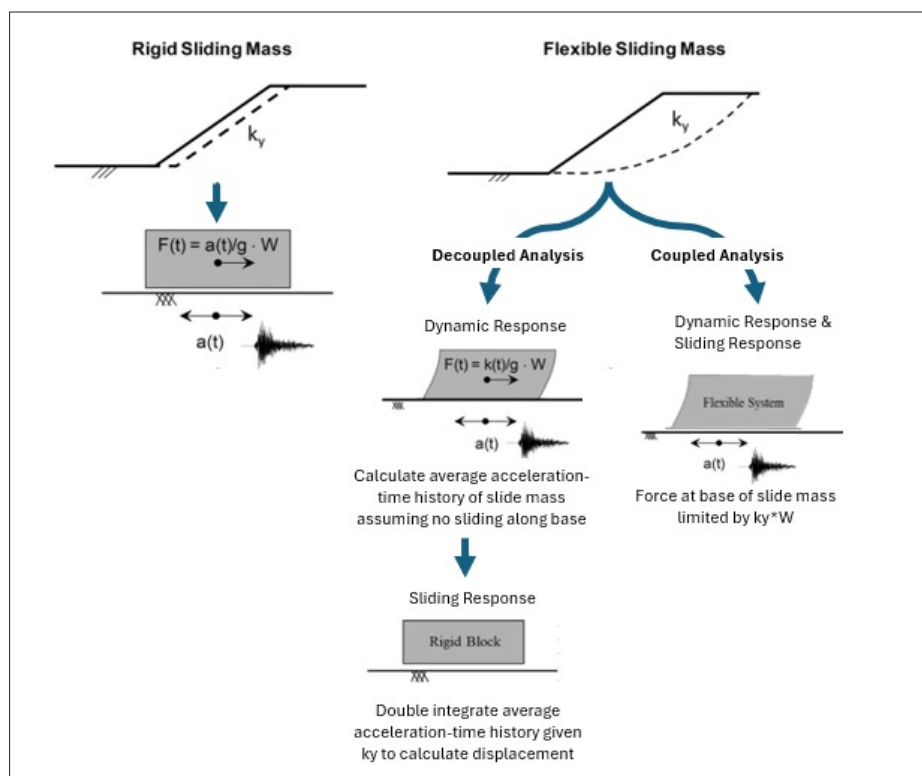 Rigid Sliding Mass
Flexible Sliding Mass
ky
ky
F(t) = a(t)/g · W
a(t)
Decoupled Analysis
Coupled Analysis
Dynamic Response
F(t) = k(t)/g · W
a(t)
Calculate average acceleration-
time history of slide mass
assuming no sliding along base
Dynamic Response &
Sliding Response
Flexible System
a(t)
Force at base of slide mass
limited by ky*W
Sliding Response
Rigid Block
Double integrate average
acceleration-time history given
ky to calculate displacement